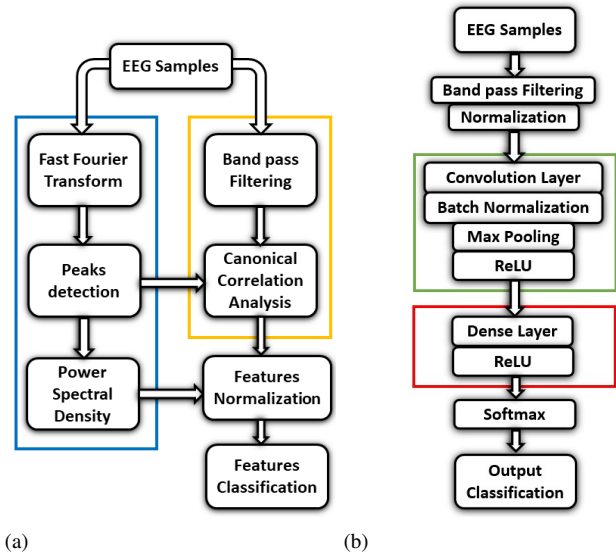 EEG Samples
Fast Fourier
Transform
Band pass
Filtering
Peaks
detection
Canonical
Correlation
Analysis
Power
Spectral
Density
Features
Normalization
Features
Classification
(a)
EEG Samples
Band pass Filtering
Normalization
Convolution Layer
Batch Normalization
Max Pooling
ReLU
Dense Layer
ReLU
Softmax
Output
Classification
(b)